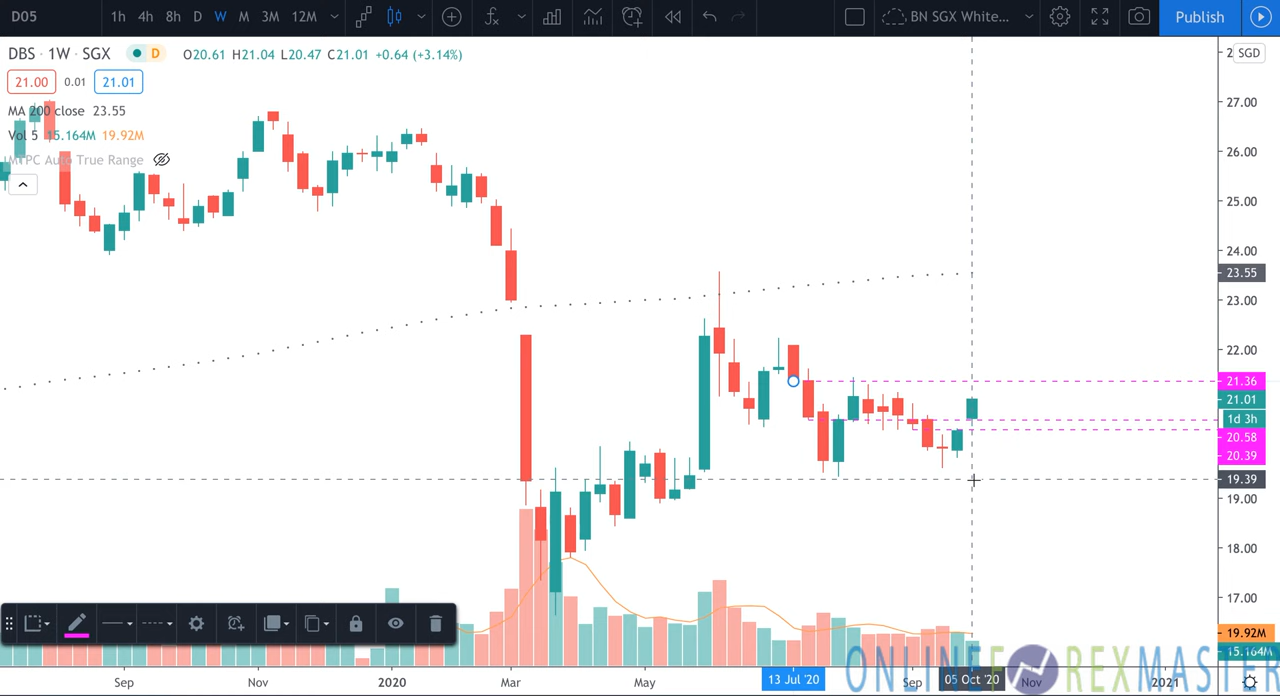 D05 1h 4h 8h D W M 3M 12M BN SGX White... Publish
DBS · 1W · SGX D O20.61 H21.04 L20.47 C21.01 +0.64 (+3.14%)
SGD
21.00 0.01 21.01
MA 200 close 23.55
Vol 5 15.164M 19.92M
MTPC Auto True Range
27.00
26.00
25.00
24.00
23.55
23.00
22.00
21.36
21.01
1d 3h
20.58
20.39
19.39
19.00
18.00
17.00
19.92M
15.164M
Sep Nov 2020 Mar May 13 Jul '20 Sep 05 Oct '20 Nov 2021
ONLINEFOREXMASTER